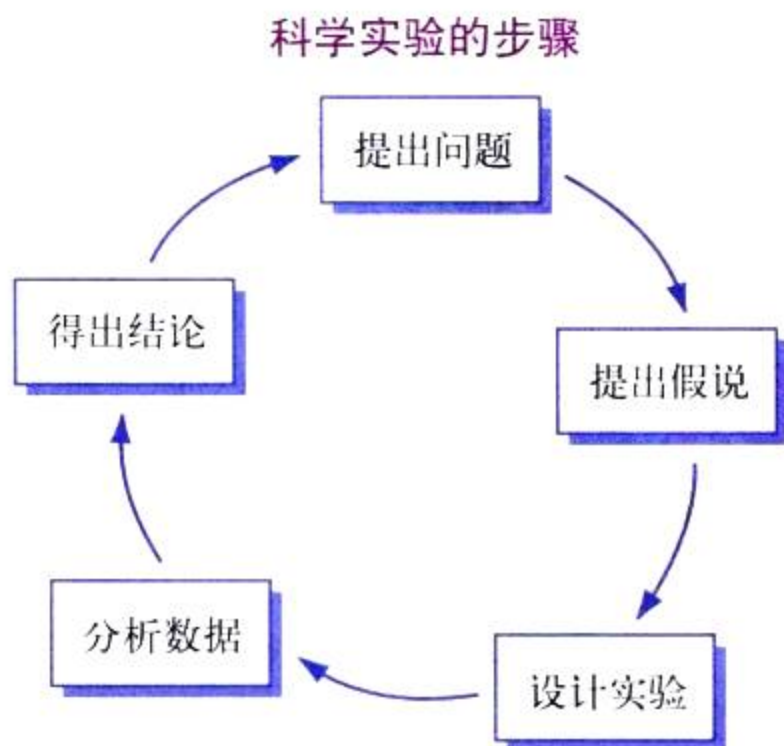 科学实验的步骤
提出问题
提出假说
设计实验
分析数据
得出结论